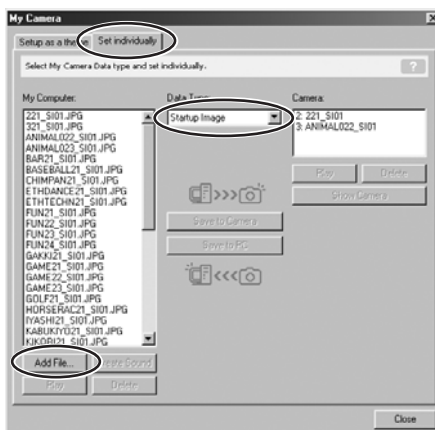 My Camera
Setup as a theme Set individually
Select My Camera Data type and set individually.
?
My Computer: Data Type: Camera:
221_SI01.JPG
321_SI01.JPG
ANIMAL022_SI01.JPG
ANIMAL023_SI01.JPG
BAR21_SI01.JPG
BASEBALL21_SI01.JPG
CHIMPAN21_SI01.JPG
ETHDANCE21_SI01.JPG
ETHTECHN21_SI01.JPG
FUN21_SI01.JPG
FUN22_SI01.JPG
FUN23_SI01.JPG
FUN24_SI01.JPG
GAKKI21_SI01.JPG
GAME21_SI01.JPG
GAME22_SI01.JPG
GAME23_SI01.JPG
GOLF21_SI01.JPG
HORSERAC21_SI01.JPG
IYASHI21_SI01.JPG
KABUKIYO21_SI01.JPG
KIKORI21_SI01.JPG
Startup Image
>>>
Save to Camera
Save to PC
<<<
2: 221_SI01
3: ANIMAL022_SI01
Play Delete
Show Camera
Add File... Create Sound
Play Delete
Close